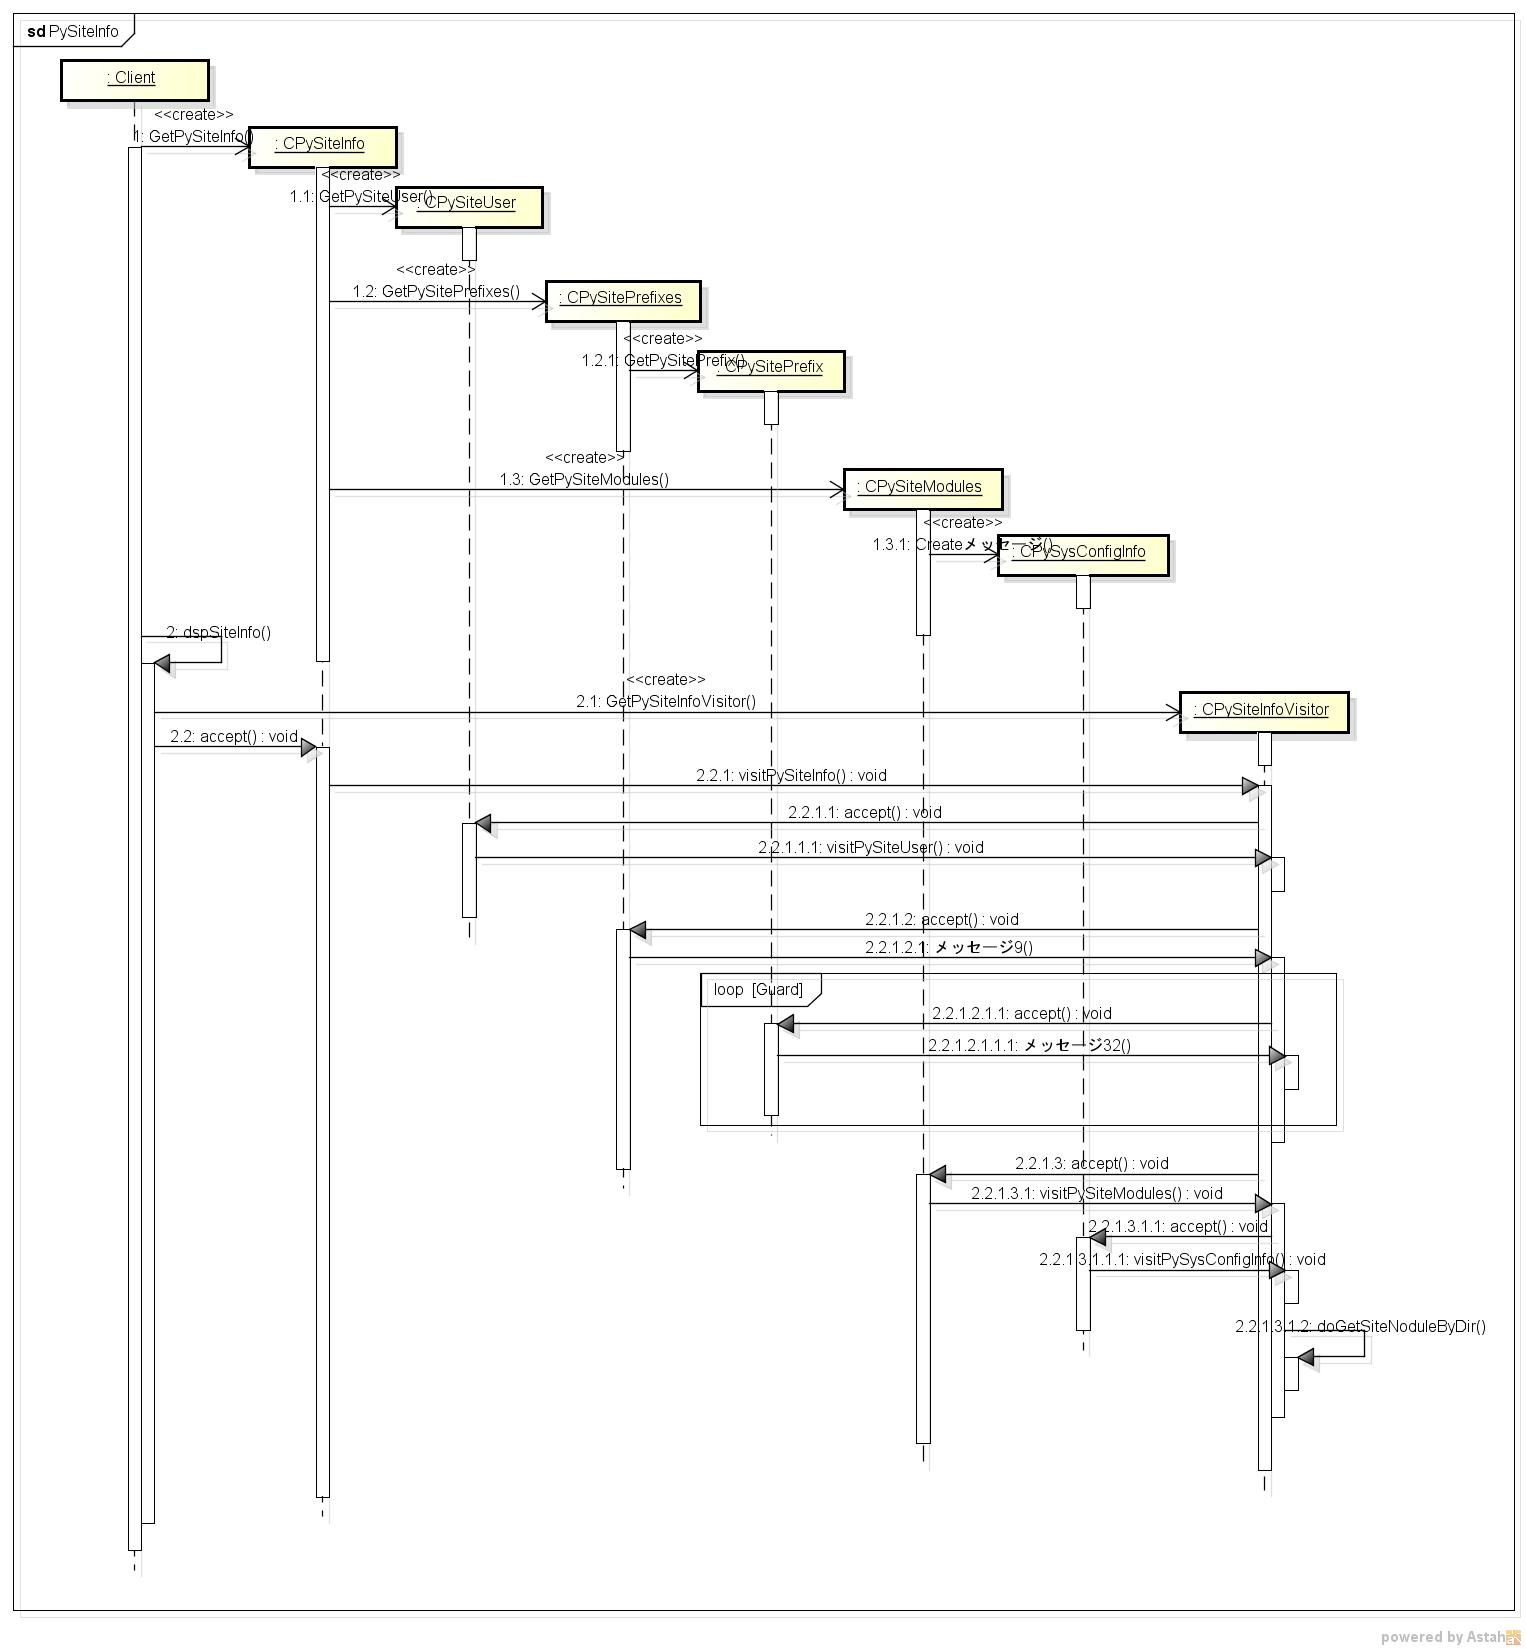 sd PySiteInfo
: Client
<<create>>
1: GetPySiteInfo()
: CPySiteInfo
<<create>>
1.1: GetPySiteUser()
: CPySiteUser
<<create>>
1.2: GetPySitePrefixes()
: CPySitePrefixes
<<create>>
1.2.1: GetPySitePrefix()
: CPySitePrefix
<<create>>
1.3: GetPySiteModules()
: CPySiteModules
<<create>>
1.3.1: Createメッセージ()
: CPySysConfigInfo
2: dspSiteInfo()
<<create>>
2.1: GetPySiteInfoVisitor()
: CPySiteInfoVisitor
2.2: accept() : void
2.2.1: visitPySiteInfo() : void
2.2.1.1: accept() : void
2.2.1.1.1: visitPySiteUser() : void
2.2.1.2: accept() : void
2.2.1.2.1: メッセージ9()
loop [Guard]
2.2.1.2.1.1: accept() : void
2.2.1.2.1.1.1: メッセージ32()
2.2.1.3: accept() : void
2.2.1.3.1: visitPySiteModules() : void
2.2.1.3.1.1: accept() : void
2.2.1.3.1.1.1: visitPySysConfigInfo() : void
2.2.1.3.1.2: doGetSiteNoduleByDir()
powered by Astah